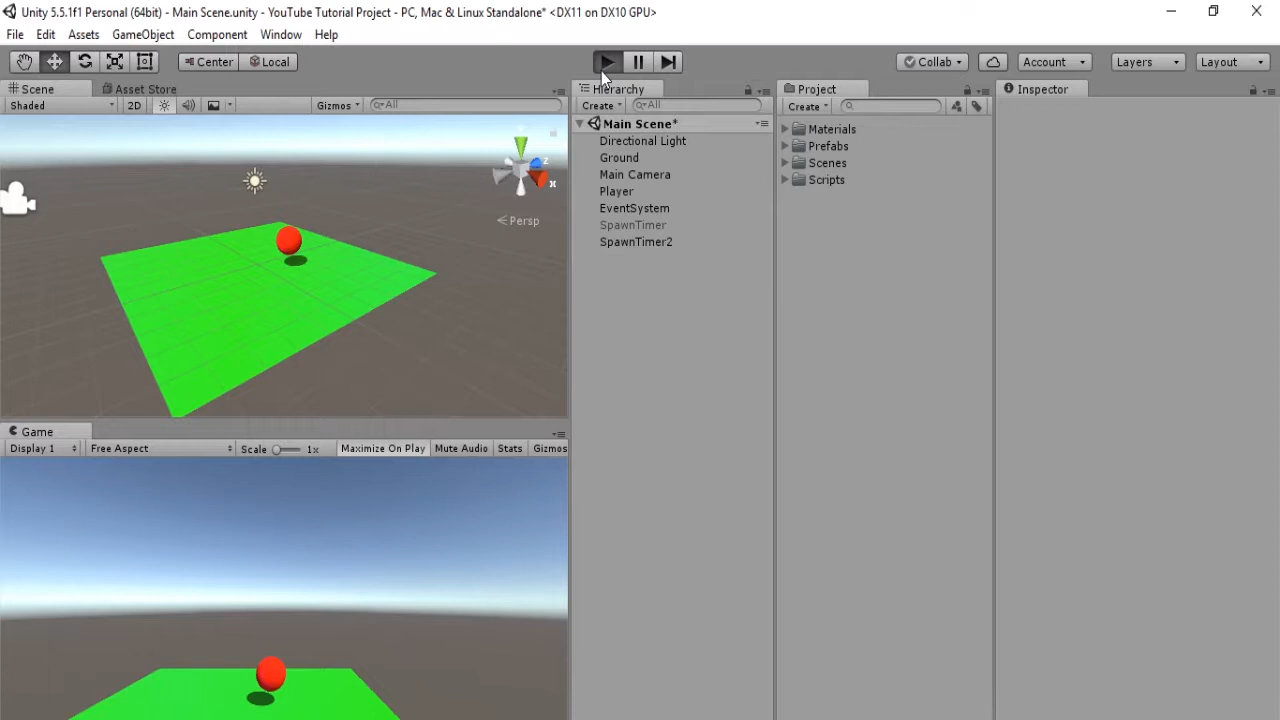 Unity 5.5.1f1 Personal (64bit) - Main Scene.unity - YouTube Tutorial Project - PC, Mac & Linux Standalone* <DX11 on DX10 GPU>
File Edit Assets GameObject Component Window Help
Center Local Collab Account Layers Layout
Scene Asset Store
Shaded 2D Gizmos All
x z
Persp
Game
Display 1 Free Aspect Scale 1x Maximize On Play Mute Audio Stats Gizmos
Hierarchy
Create All
Main Scene*
Directional Light
Ground
Main Camera
Player
EventSystem
SpawnTimer
SpawnTimer2
Project
Create
Materials
Prefabs
Scenes
Scripts
Inspector